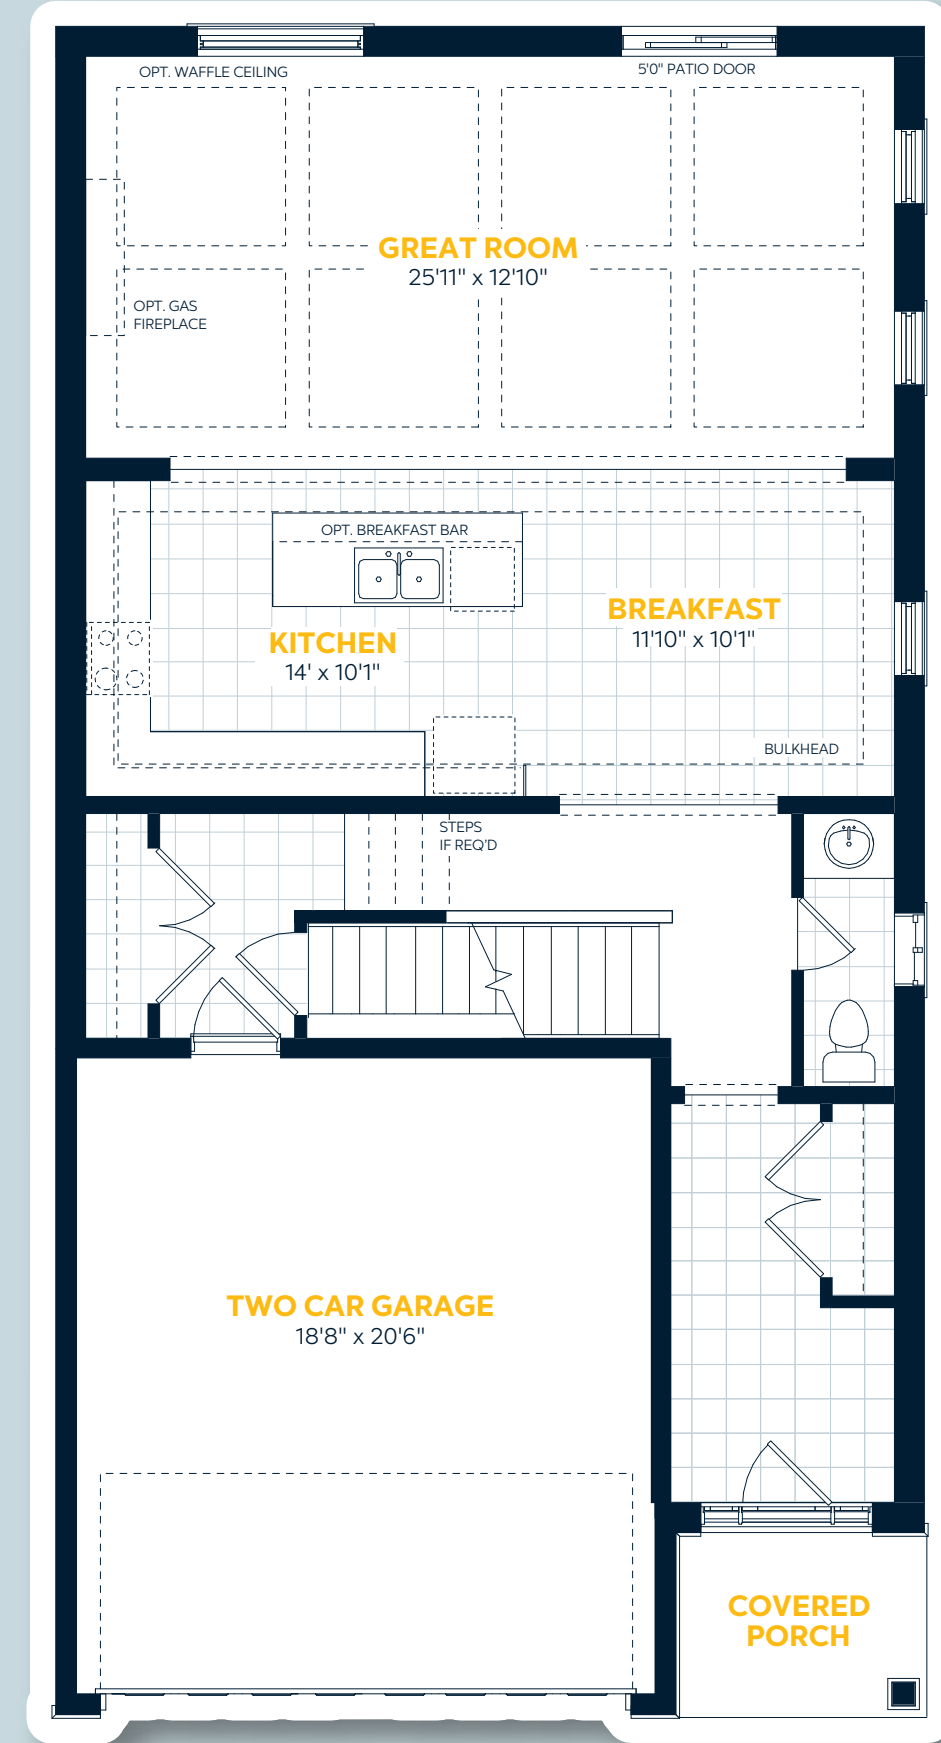 OPT. WAFFLE CEILING
5'0" PATIO DOOR
GREAT ROOM
25'11" x 12'10"
OPT. GAS
FIREPLACE
OPT. BREAKFAST BAR
BREAKFAST
11'10" x 10'1"
KITCHEN
14' x 10'1"
BULKHEAD
STEPS
IF REQ'D
TWO CAR GARAGE
18'8" x 20'6"
COVERED
PORCH